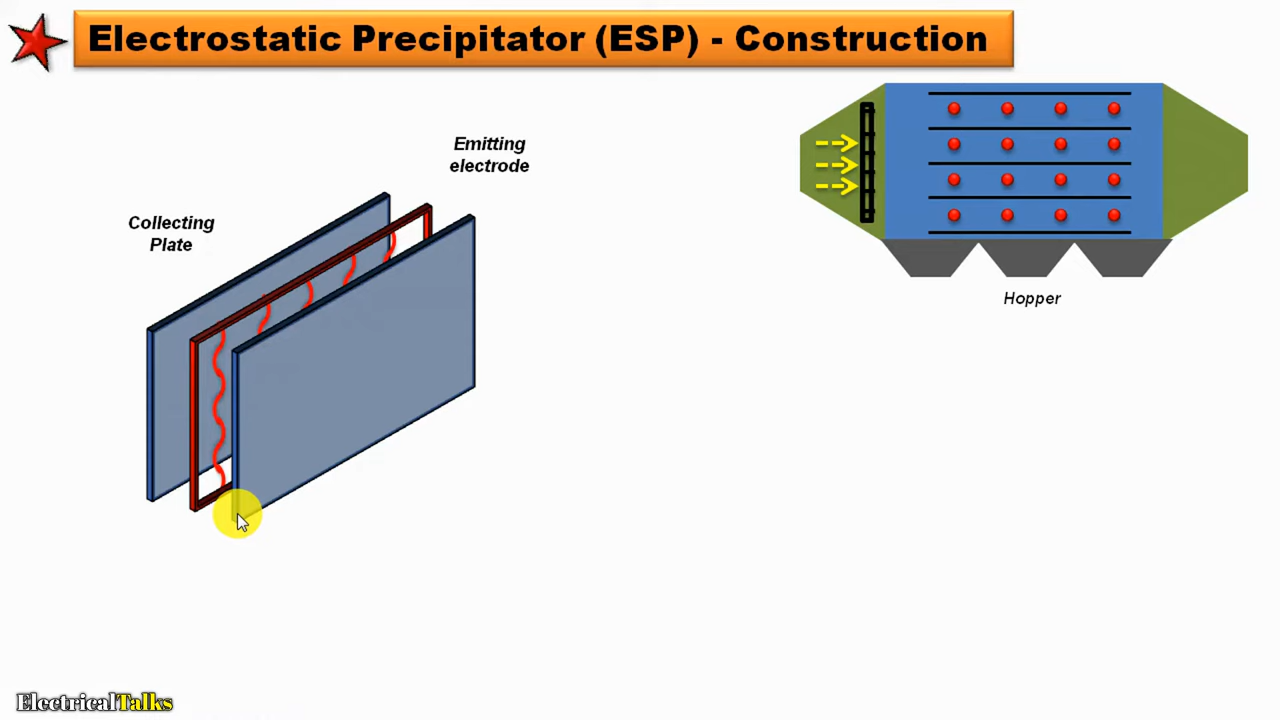 Electrostatic Precipitator (ESP) - Construction
Emitting
electrode
Collecting
Plate
Hopper
ElectricalTalks